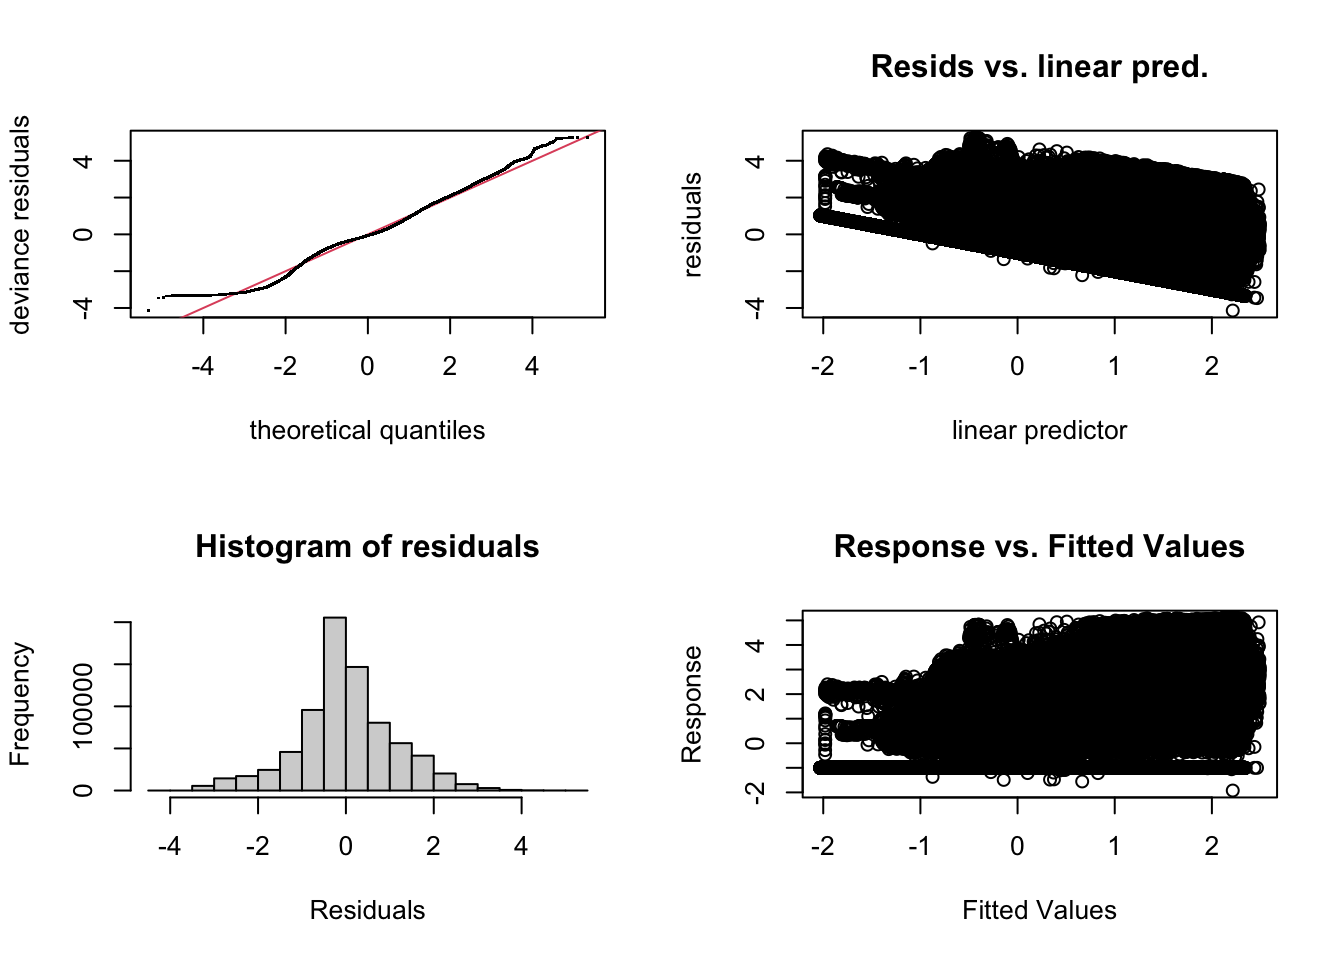 deviance residuals
4
0
-4
-4 -2 0 2 4
theoretical quantiles
Resids vs. linear pred.
residuals
4
0
-4
-2 -1 0 1 2
linear predictor
Histogram of residuals
Frequency
100000
0
-4 -2 0 2 4
Residuals
Response vs. Fitted Values
Response
4
2
0
-2
-2 -1 0 1 2
Fitted Values